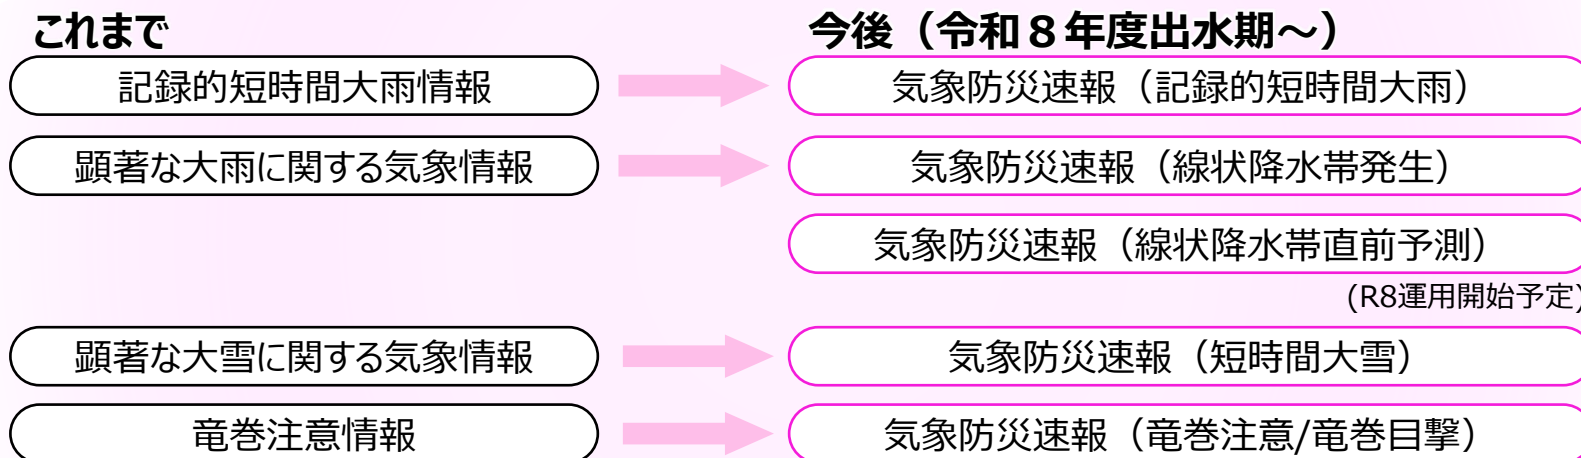 これまで 今後（令和８年度出水期～）
記録的短時間大雨情報 気象防災速報（記録的短時間大雨）
顕著な大雨に関する気象情報 気象防災速報（線状降水帯発生）
気象防災速報（線状降水帯直前予測）
(R8運用開始予定)
顕著な大雪に関する気象情報 気象防災速報（短時間大雪）
竜巻注意情報 気象防災速報（竜巻注意/竜巻目撃）